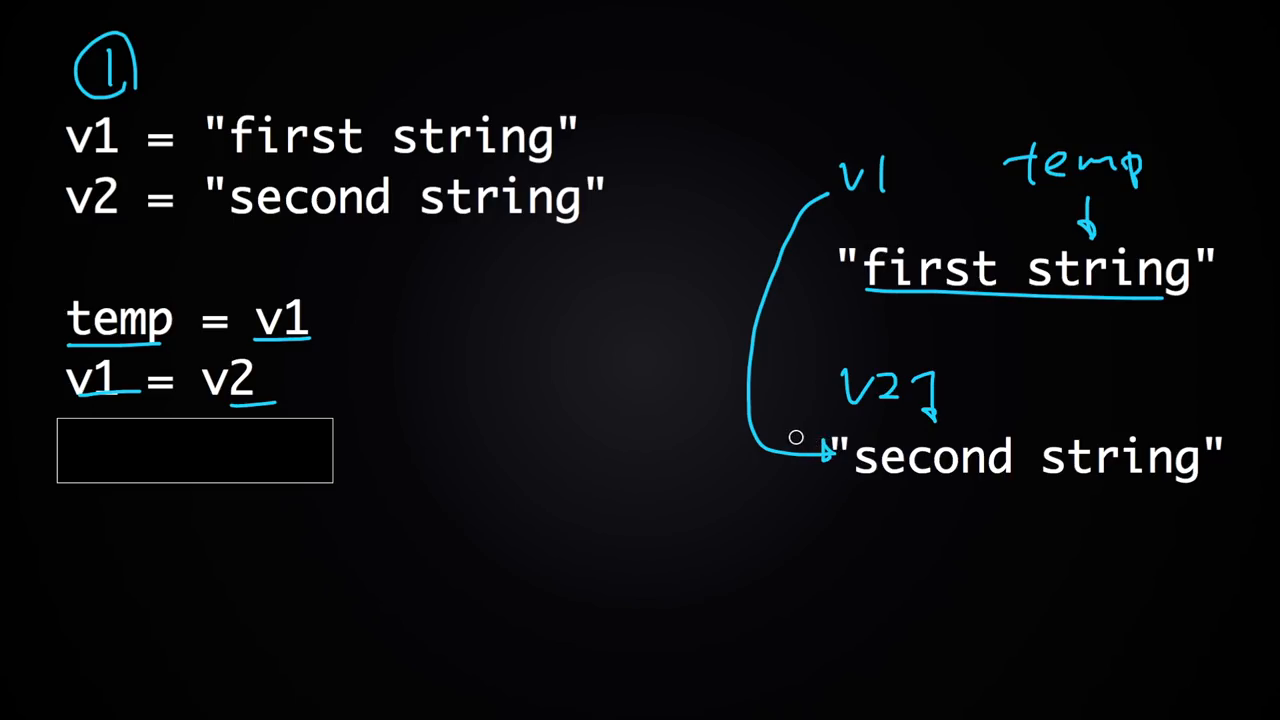 1
v1 = "first string"
v2 = "second string"
temp = v1
v1 = v2
v1 temp
"first string"
v2
"second string"